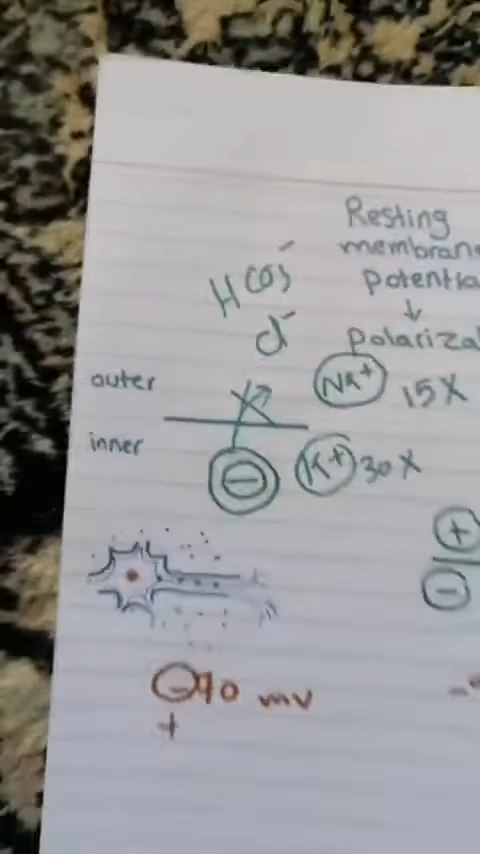 Resting
membrane
potentia
↓
polariza
HCO3-
cl-
outer
Na+ 15X
inner
- K+ 30X
+
-
-90 mv
+